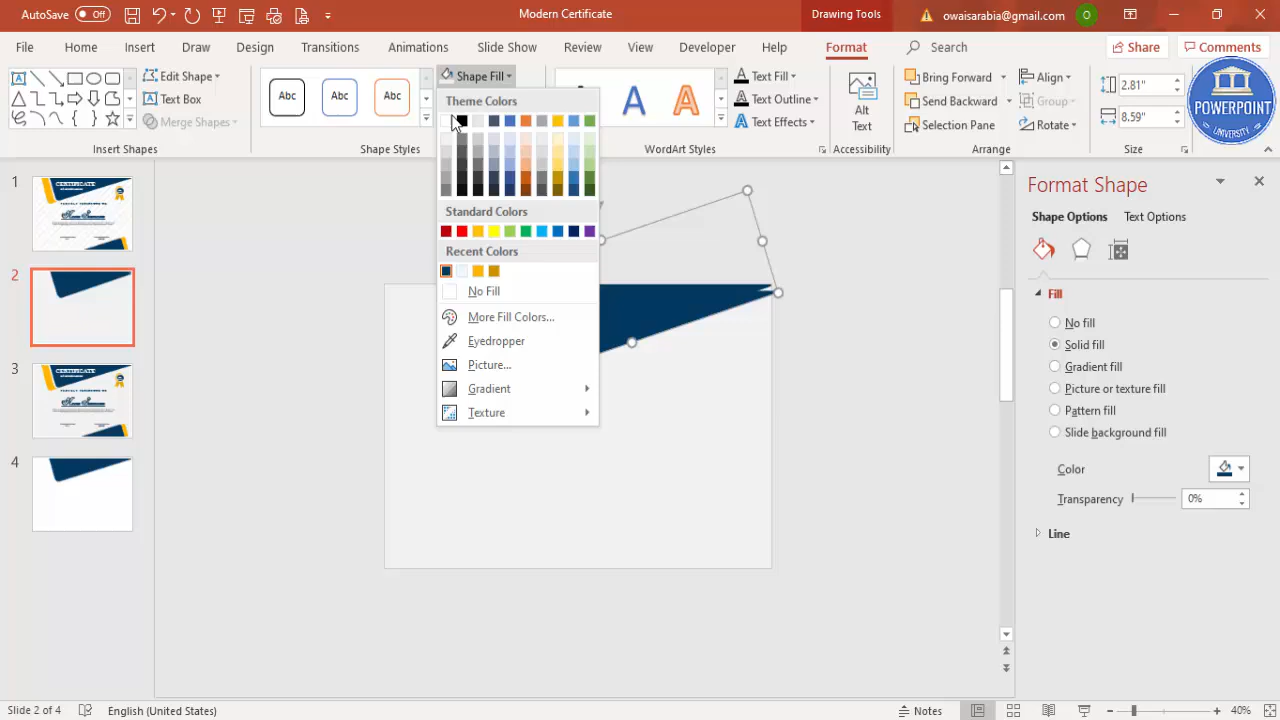 AutoSave Off Modern Certificate Drawing Tools owaisarabia@gmail.com O
File Home Insert Draw Design Transitions Animations Slide Show Review View Developer Help Format Search Share Comments
Edit Shape
Text Box
Merge Shapes
Insert Shapes
Abc Abc Abc
Shape Fill
Shape Styles
A A
Text Fill
Text Outline
Text Effects
WordArt Styles
Alt
Text
Accessibility
Bring Forward
Send Backward
Selection Pane
Align
Group
Rotate
Arrange
2.81"
8.59"
Size
POWERPOINT
UNIVERSITY
Theme Colors
Standard Colors
Recent Colors
No Fill
More Fill Colors...
Eyedropper
Picture...
Gradient
Texture
1
CERTIFICATE
2
3
CERTIFICATE
4
Format Shape
Shape Options Text Options
Fill
No fill
Solid fill
Gradient fill
Picture or texture fill
Pattern fill
Slide background fill
Color
Transparency 0%
Line
Slide 2 of 4 English (United States) Notes 40%